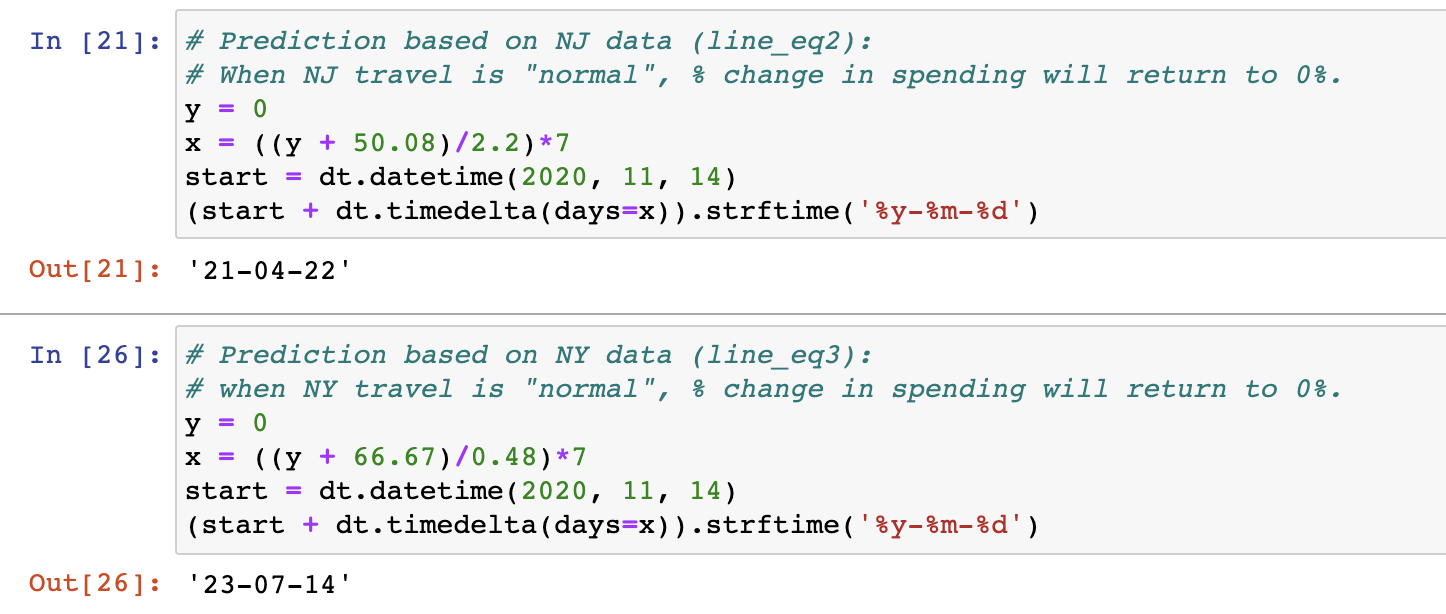 In [21]: # Prediction based on NJ data (line_eq2):
# When NJ travel is "normal", % change in spending will return to 0%.
y = 0
x = ((y + 50.08)/2.2)*7
start = dt.datetime(2020, 11, 14)
(start + dt.timedelta(days=x)).strftime('%y-%m-%d')
Out[21]: '21-04-22'
In [26]: # Prediction based on NY data (line_eq3):
# when NY travel is "normal", % change in spending will return to 0%.
y = 0
x = ((y + 66.67)/0.48)*7
start = dt.datetime(2020, 11, 14)
(start + dt.timedelta(days=x)).strftime('%y-%m-%d')
Out[26]: '23-07-14'